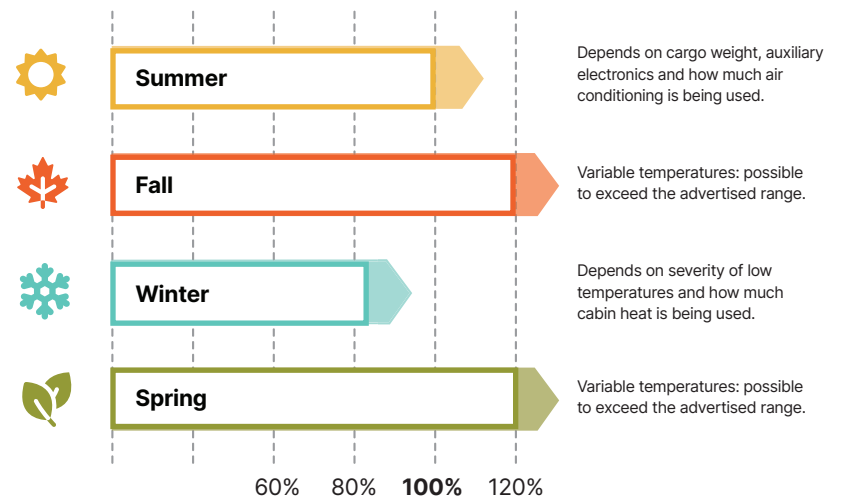 Summer
Depends on cargo weight, auxiliary
electronics and how much air
conditioning is being used.
Fall
Variable temperatures: possible
to exceed the advertised range.
Winter
Depends on severity of low
temperatures and how much
cabin heat is being used.
Spring
Variable temperatures: possible
to exceed the advertised range.
60% 80% 100% 120%